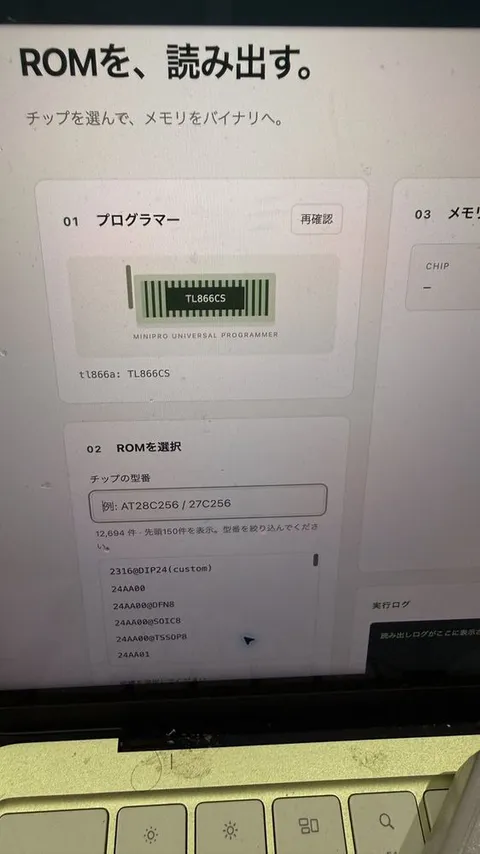 ROMを、読み出す。
チップを選んで、メモリをバイナリへ。
01 プログラマー
再確認
TL866CS
MINIPRO UNIVERSAL PROGRAMMER
tl866a: TL866CS
02 ROMを選択
チップの型番
例: AT28C256 / 27C256
12,694 件 · 先頭150件を表示。型番を絞り込んでくださ
い。
2316@DIP24(custom)
24AA00
24AA00@DFN8
24AA00@SOIC8
24AA00@TSSOP8
24AA01
03 メモリ
CHIP
—
実行ログ
読み出しログがここに表示さ